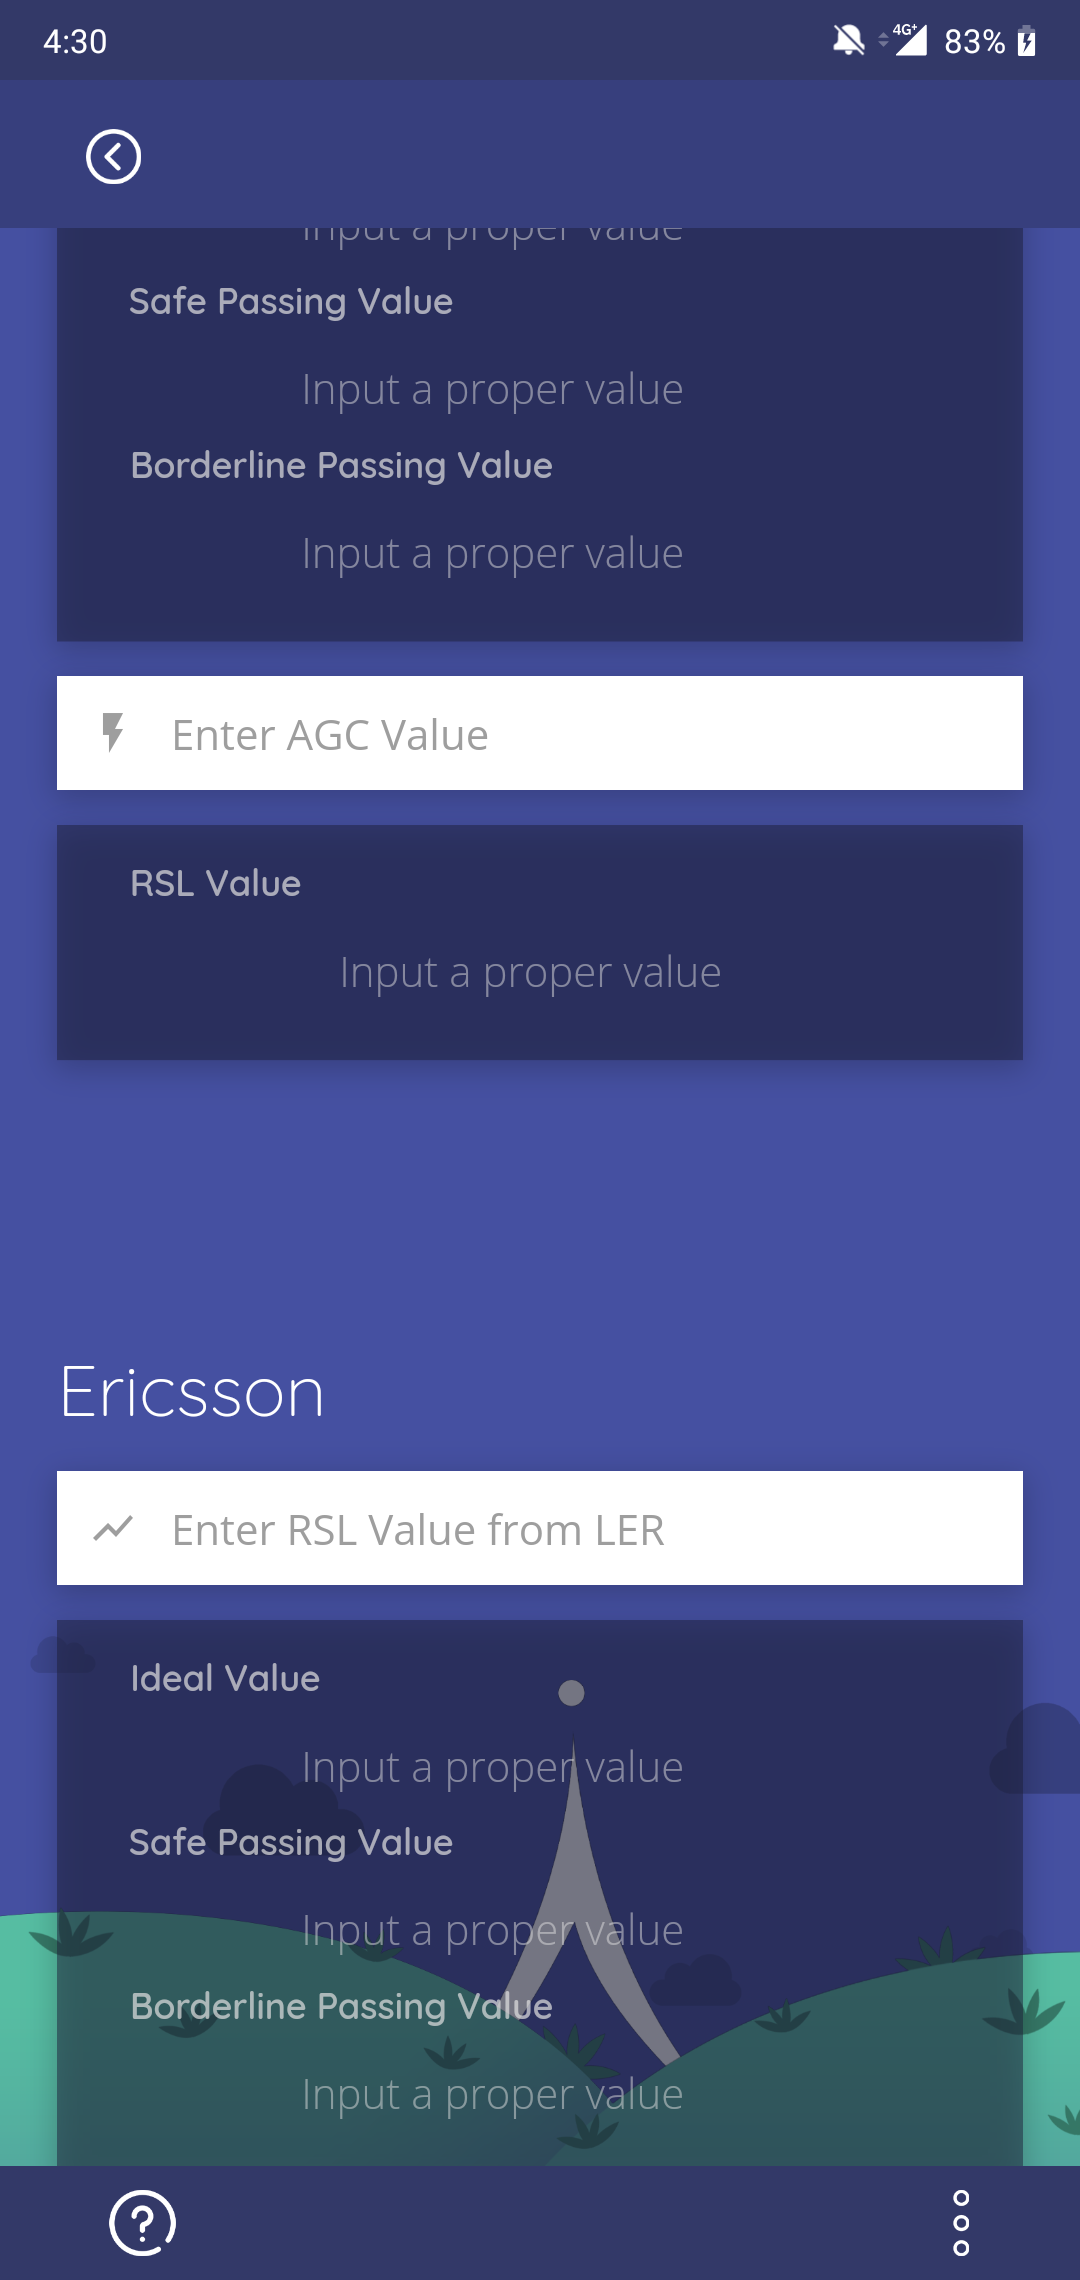 4:30
4G+ 83%
Input a proper value
Safe Passing Value
Input a proper value
Borderline Passing Value
Input a proper value
Enter AGC Value
RSL Value
Input a proper value
Ericsson
Enter RSL Value from LER
Ideal Value
Input a proper value
Safe Passing Value
Input a proper value
Borderline Passing Value
Input a proper value